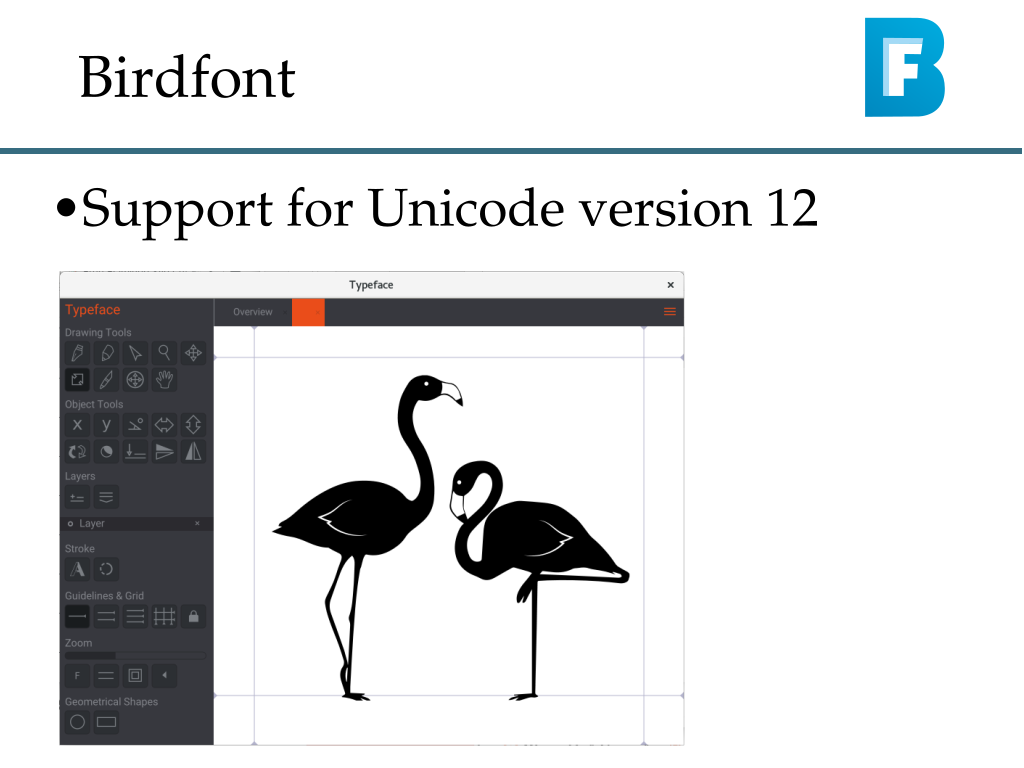 Birdfont
BF
•Support for Unicode version 12
Typeface ×
Typeface
Overview
Drawing Tools
Object Tools
x y
Layers
Layer ×
Stroke
A
Guidelines & Grid
Zoom
F
Geometrical Shapes